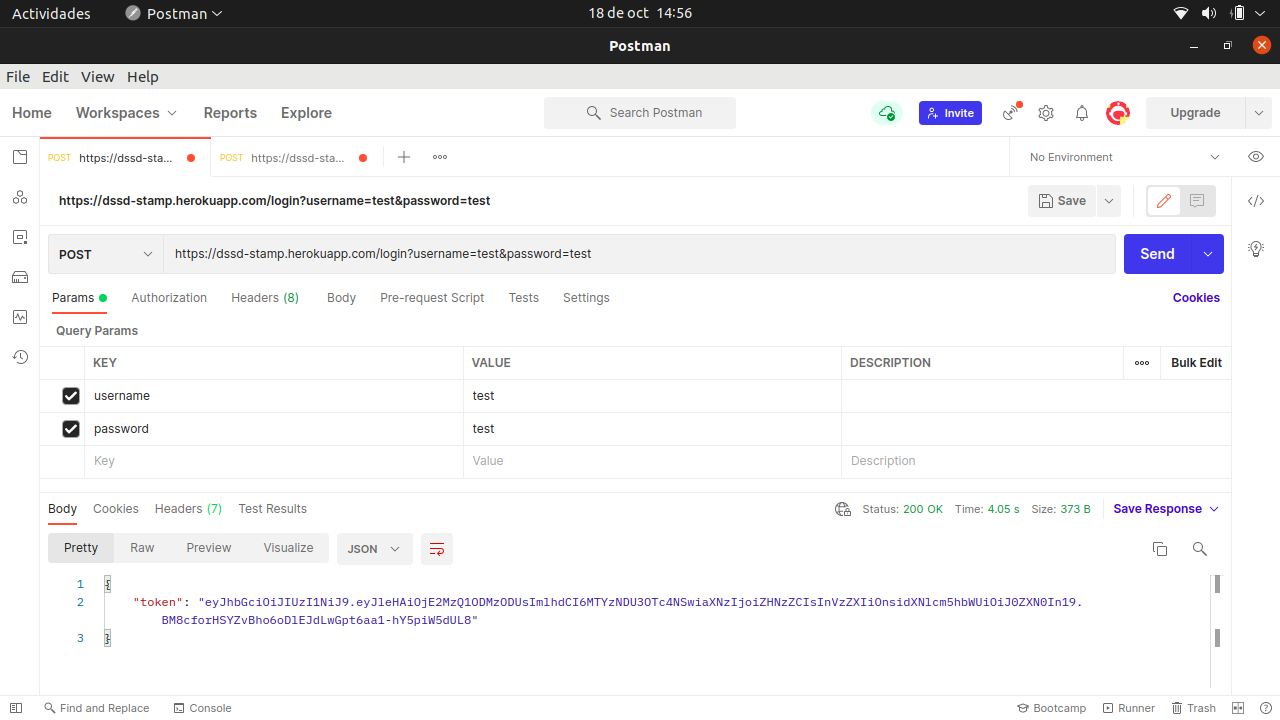 Actividades Postman 18 de oct 14:56
Postman
File Edit View Help
Home Workspaces Reports Explore Search Postman Invite Upgrade
POST https://dssd-sta... POST https://dssd-sta... No Environment
https://dssd-stamp.herokuapp.com/login?username=test&password=test Save
POST https://dssd-stamp.herokuapp.com/login?username=test&password=test Send
Params Authorization Headers (8) Body Pre-request Script Tests Settings Cookies
Query Params
KEY VALUE DESCRIPTION Bulk Edit
username test
password test
Key Value Description
Body Cookies Headers (7) Test Results Status: 200 OK Time: 4.05 s Size: 373 B Save Response
Pretty Raw Preview Visualize JSON
1 {
2 "token": "eyJhbGciOiJIUzI1NiJ9.eyJleHAiOjE2MzQ1ODMzODUsImlhdCI6MTYzNDU3OTc4NSwiaXNzIjoiZHNzZCIsInVzZXIiOnsidXNlcm5hbWUiOiJ0ZXN0In19.
BM8cforHSYZvBho6oDlEJdLwGpt6aa1-hY5piW5dUL8"
3 }
Find and Replace Console Bootcamp Runner Trash